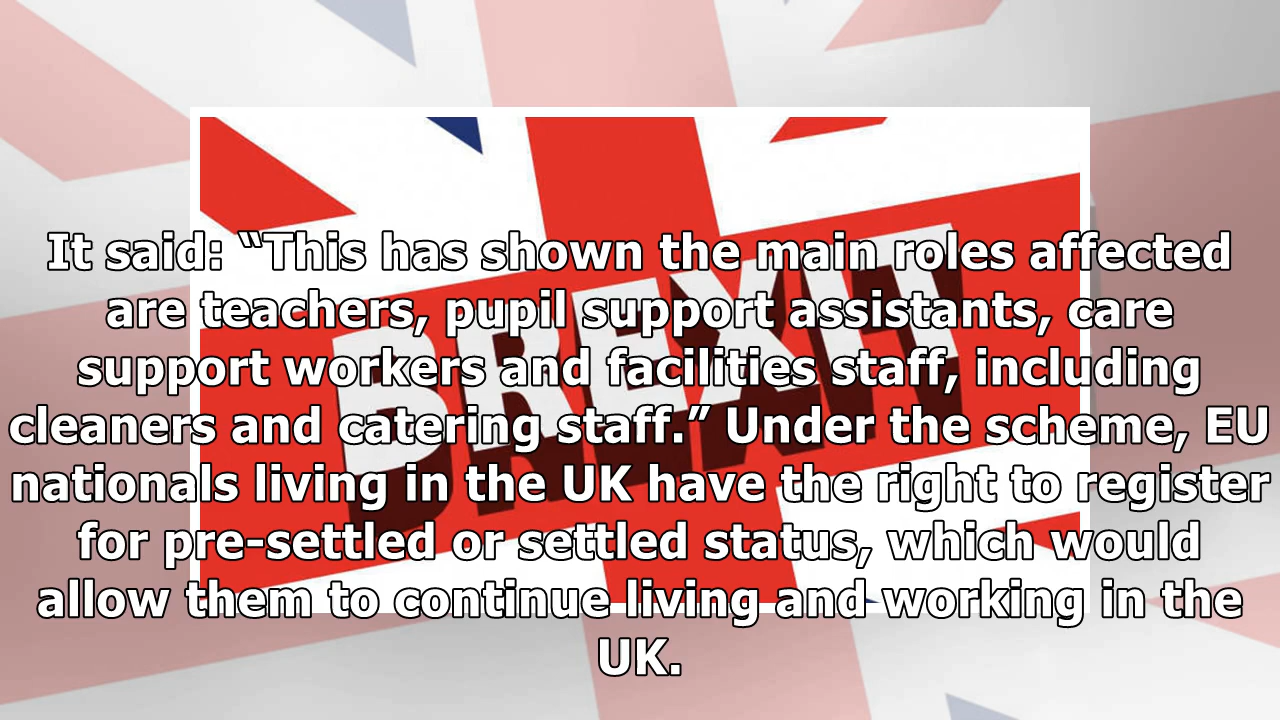 BREXIT
It said: “This has shown the main roles affected
are teachers, pupil support assistants, care
support workers and facilities staff, including
cleaners and catering staff.” Under the scheme, EU
nationals living in the UK have the right to register
for pre-settled or settled status, which would
allow them to continue living and working in the
UK.